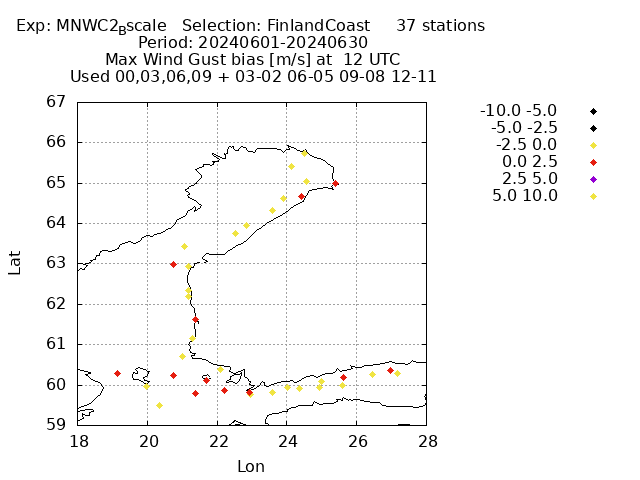 Exp: MNWC2Bscale   Selection: FinlandCoast     37 stations
Period: 20240601-20240630
Max Wind Gust bias [m/s] at  12 UTC
Used 00,03,06,09 + 03-02 06-05 09-08 12-11
-10.0 -5.0
-5.0 -2.5
-2.5 0.0
0.0 2.5
2.5 5.0
5.0 10.0
67
66
65
64
63
62
61
60
59
Lat
18 20 22 24 26 28
Lon